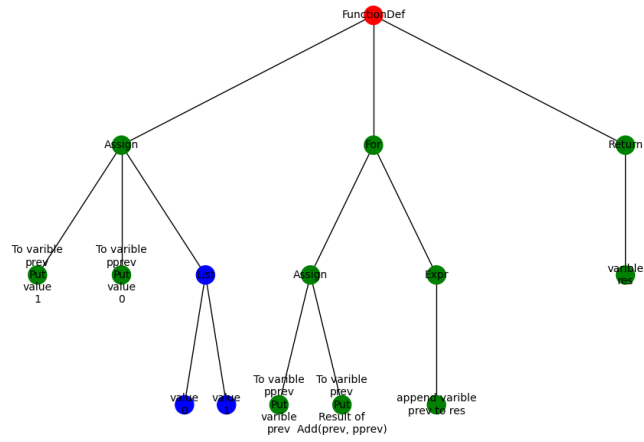 FunctionDef
Assign
For
Return
To varible
prev
Put
value
1
To varible
pprev
Put
value
0
List
Assign
Expr
varible
res
value
0
value
1
To varible
pprev
Put
varible
prev
To varible
prev
Put
Result of
Add(prev, pprev)
append varible
prev to res